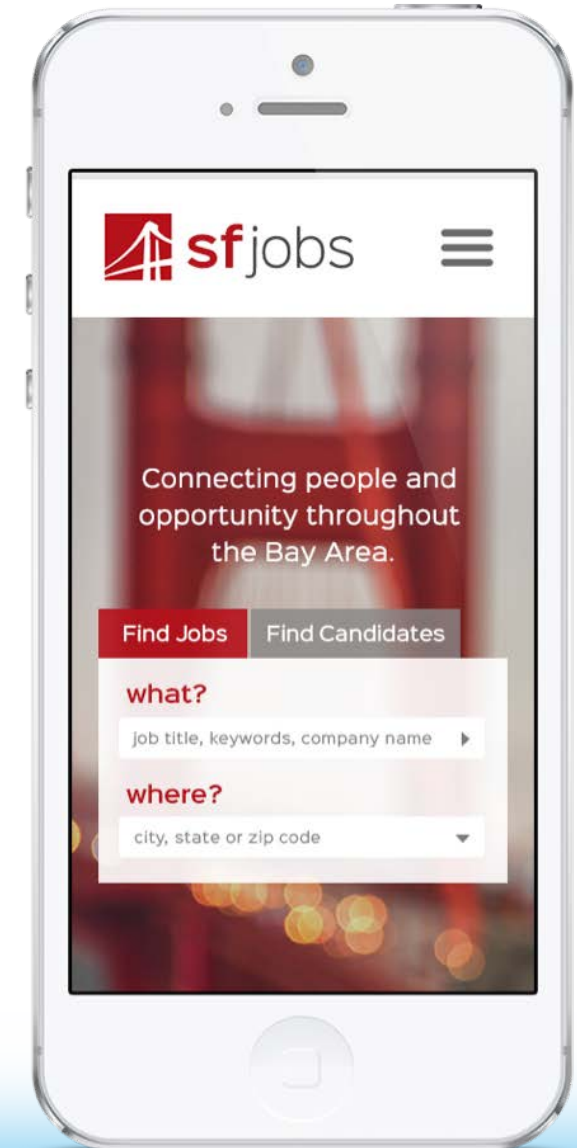 sfjobs
Connecting people and
opportunity throughout
the Bay Area.
Find Jobs Find Candidates
what?
job title, keywords, company name
where?
city, state or zip code